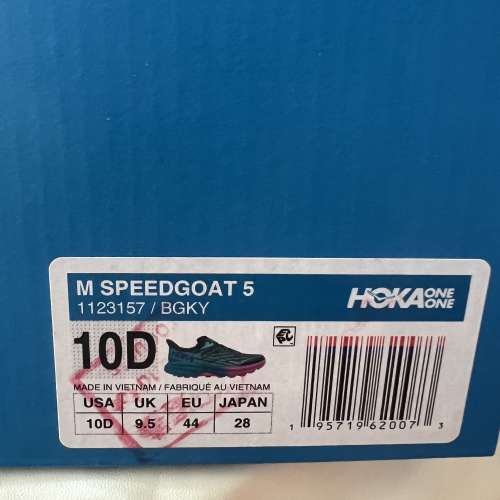 M SPEEDGOAT 5
1123157 / BGKY
HOKA ONE ONE
10D
MADE IN VIETNAM / FABRIQUÉ AU VIETNAM
USA UK EU JAPAN
10D 9.5 44 28
1 95719 62007 3